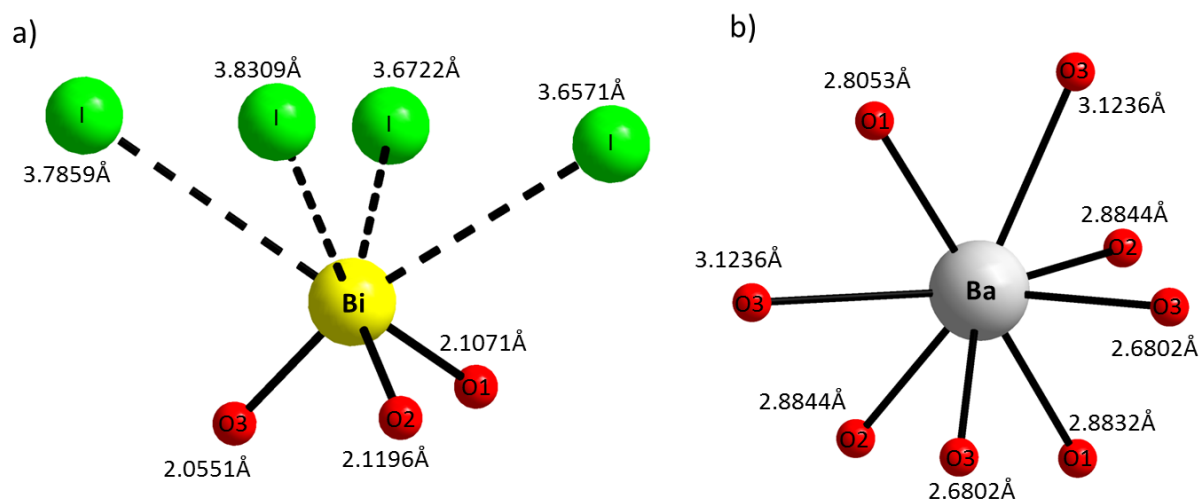 a)
3.8309Å
3.6722Å
3.6571Å
I
I
I
I
3.7859Å
Bi
2.1071Å
O1
O3
O2
2.0551Å
2.1196Å
b)
O3
2.8053Å
3.1236Å
O1
2.8844Å
O2
3.1236Å
Ba
O3
O3
2.6802Å
2.8844Å
2.8832Å
O2
O3
O1
2.6802Å